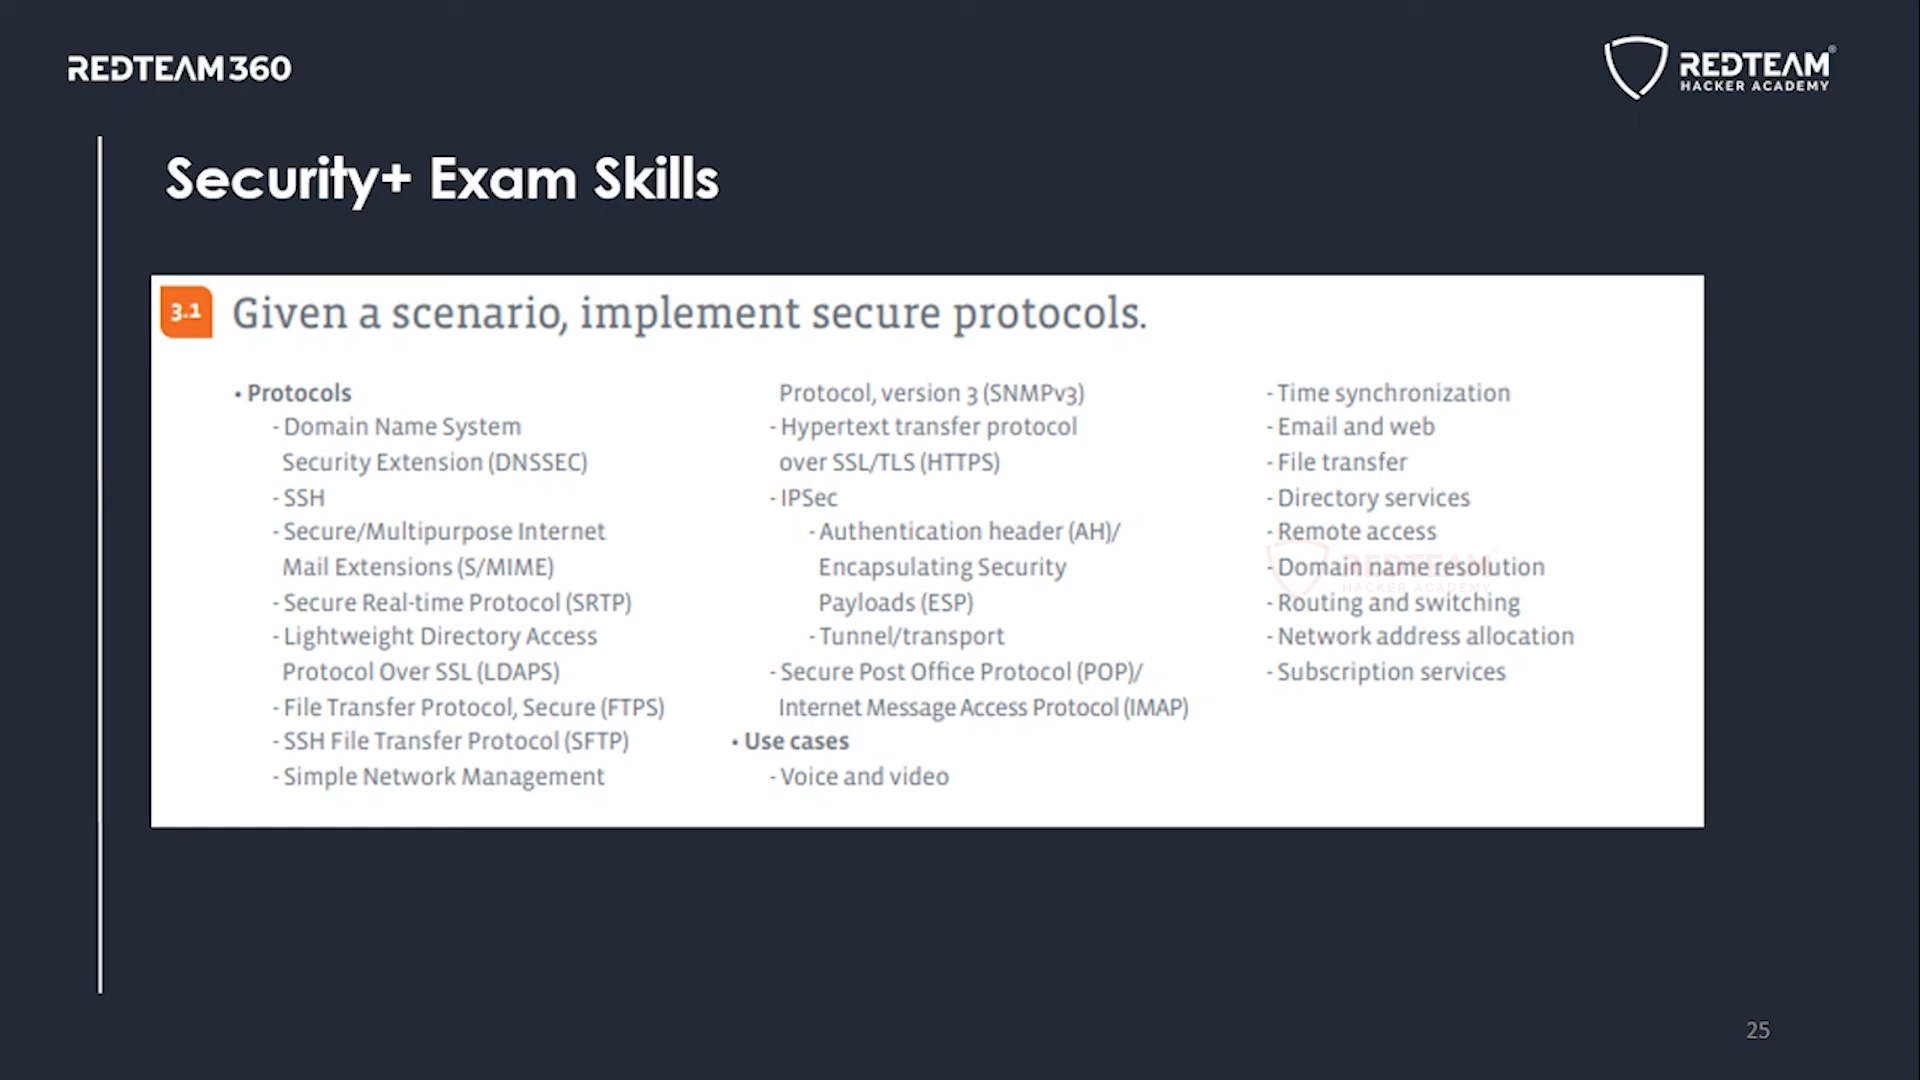 REDTEAM360
REDTEAM®
HACKER ACADEMY
Security+ Exam Skills
3.1 Given a scenario, implement secure protocols.
• Protocols
- Domain Name System
Security Extension (DNSSEC)
- SSH
- Secure/Multipurpose Internet
Mail Extensions (S/MIME)
- Secure Real-time Protocol (SRTP)
- Lightweight Directory Access
Protocol Over SSL (LDAPS)
- File Transfer Protocol, Secure (FTPS)
- SSH File Transfer Protocol (SFTP)
- Simple Network Management
Protocol, version 3 (SNMPv3)
- Hypertext transfer protocol
over SSL/TLS (HTTPS)
- IPSec
- Authentication header (AH)/
Encapsulating Security
Payloads (ESP)
- Tunnel/transport
- Secure Post Office Protocol (POP)/
Internet Message Access Protocol (IMAP)
• Use cases
- Voice and video
- Time synchronization
- Email and web
- File transfer
- Directory services
- Remote access
- Domain name resolution
- Routing and switching
- Network address allocation
- Subscription services
REDTEAM
HACKER ACADEMY
25